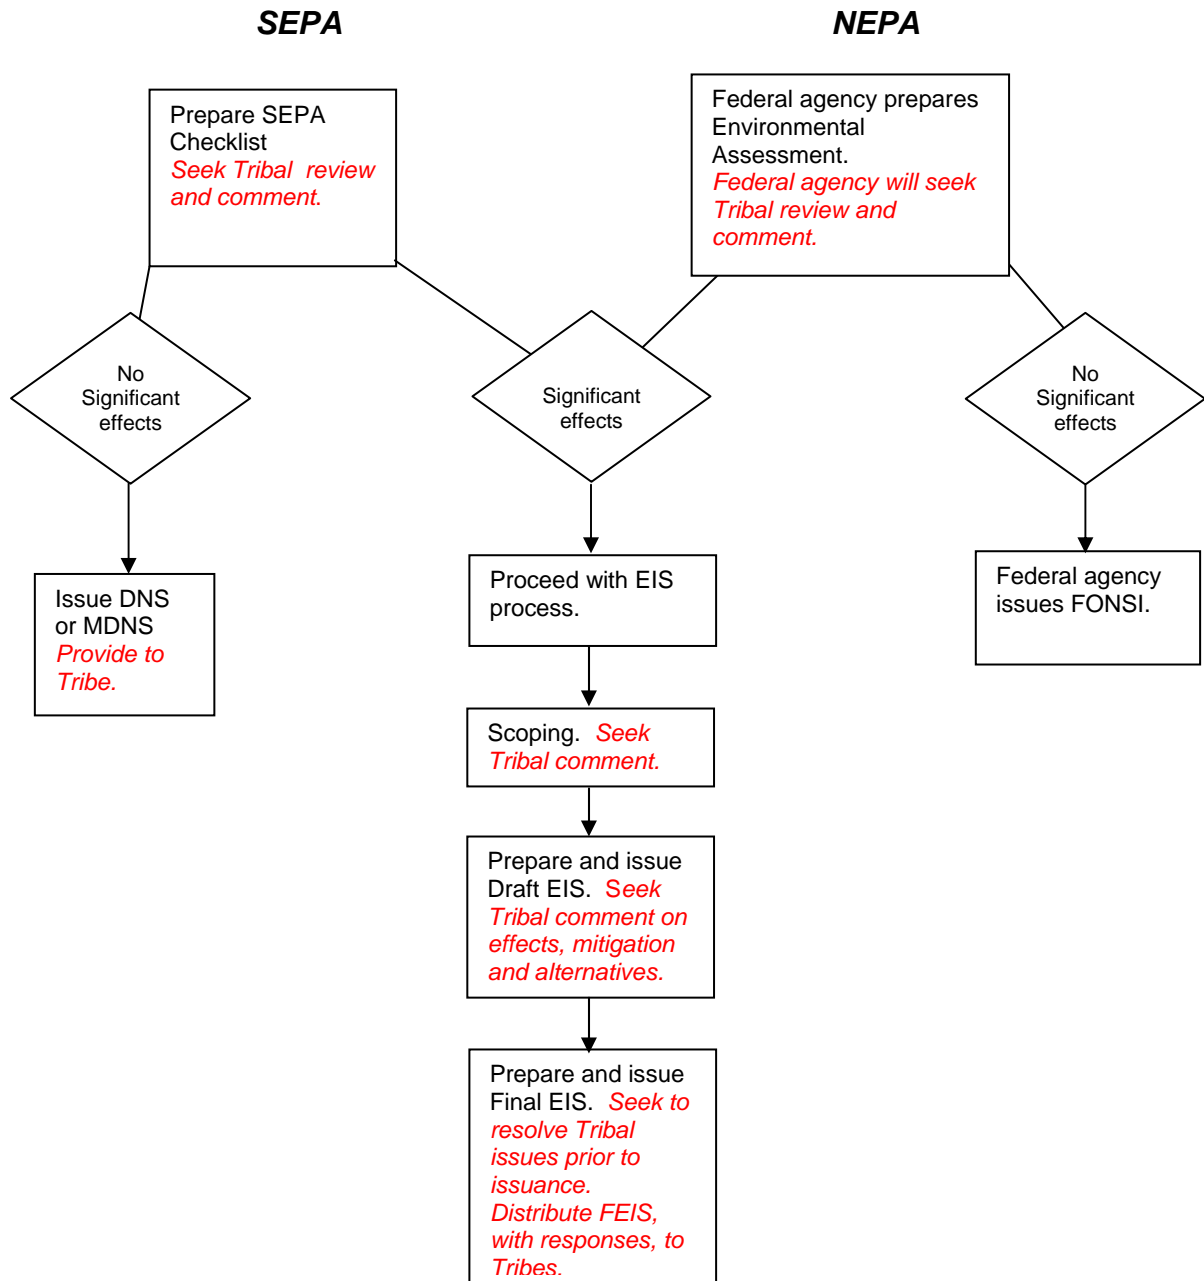 SEPA
NEPA
Prepare SEPA
Checklist
Seek Tribal review
and comment.
Federal agency prepares
Environmental
Assessment.
Federal agency will seek
Tribal review and
comment.
No
Significant
effects
Significant
effects
No
Significant
effects
Issue DNS
or MDNS
Provide to
Tribe.
Proceed with EIS
process.
Federal agency
issues FONSI.
Scoping. Seek
Tribal comment.
Prepare and issue
Draft EIS. Seek
Tribal comment on
effects, mitigation
and alternatives.
Prepare and issue
Final EIS. Seek to
resolve Tribal
issues prior to
issuance.
Distribute FEIS,
with responses, to
Tribes.